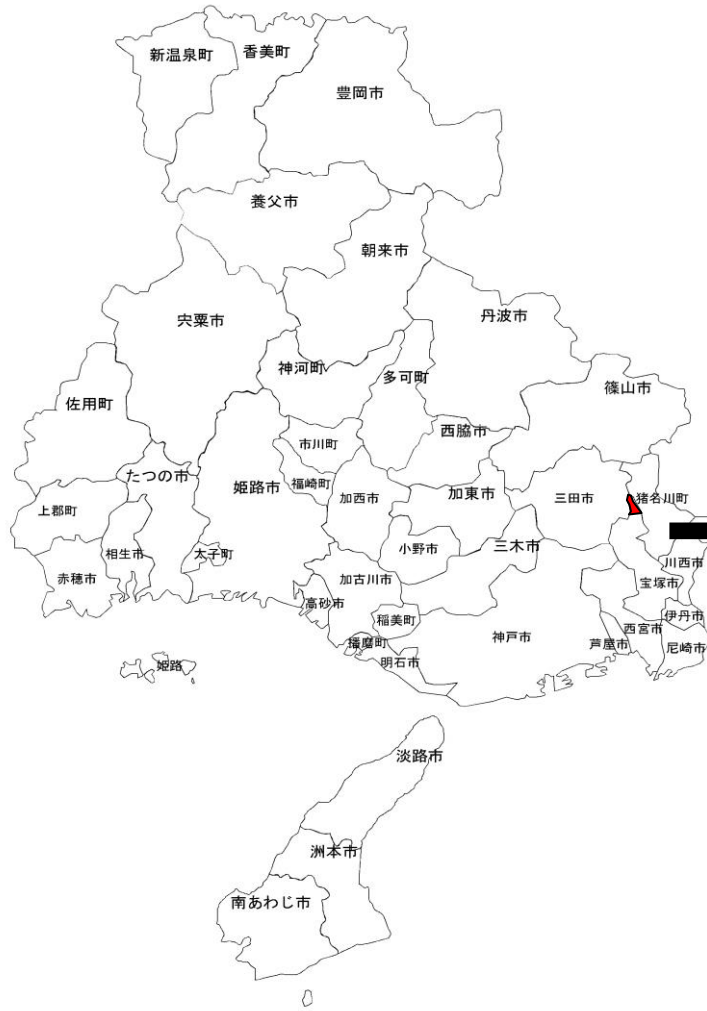 新温泉町
香美町
豊岡市
養父市
朝来市
宍粟市
丹波市
神河町
多可町
篠山市
佐用町
市川町
西脇市
たつの市
姫路市
福崎町
加西市
加東市
三田市
猪名川町
上郡町
相生市
太子町
小野市
三木市
川西市
赤穂市
加古川市
宝塚市
高砂市
稲美町
伊丹市
播磨町
神戸市
芦屋市
西宮市
尼崎市
明石市
姫路
淡路市
洲本市
南あわじ市